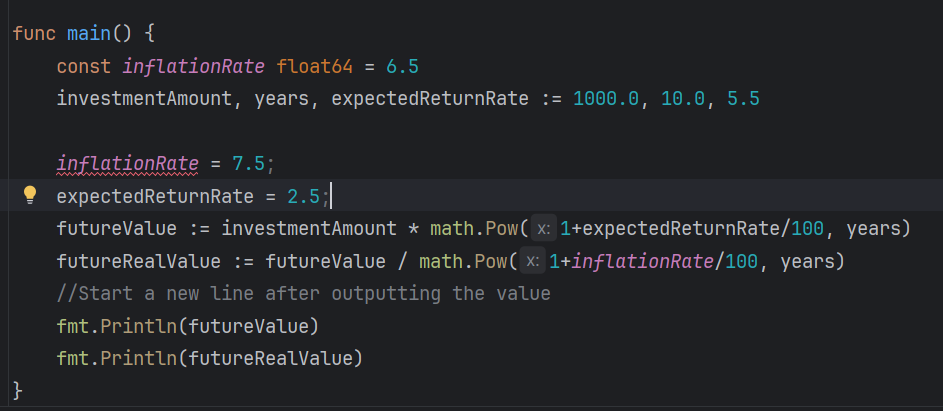 func main() {
    const inflationRate float64 = 6.5
    investmentAmount, years, expectedReturnRate := 1000.0, 10.0, 5.5

    inflationRate = 7.5;
    expectedReturnRate = 2.5;
    futureValue := investmentAmount * math.Pow( x: 1+expectedReturnRate/100, years)
    futureRealValue := futureValue / math.Pow( x: 1+inflationRate/100, years)
    //Start a new line after outputting the value
    fmt.Println(futureValue)
    fmt.Println(futureRealValue)
}